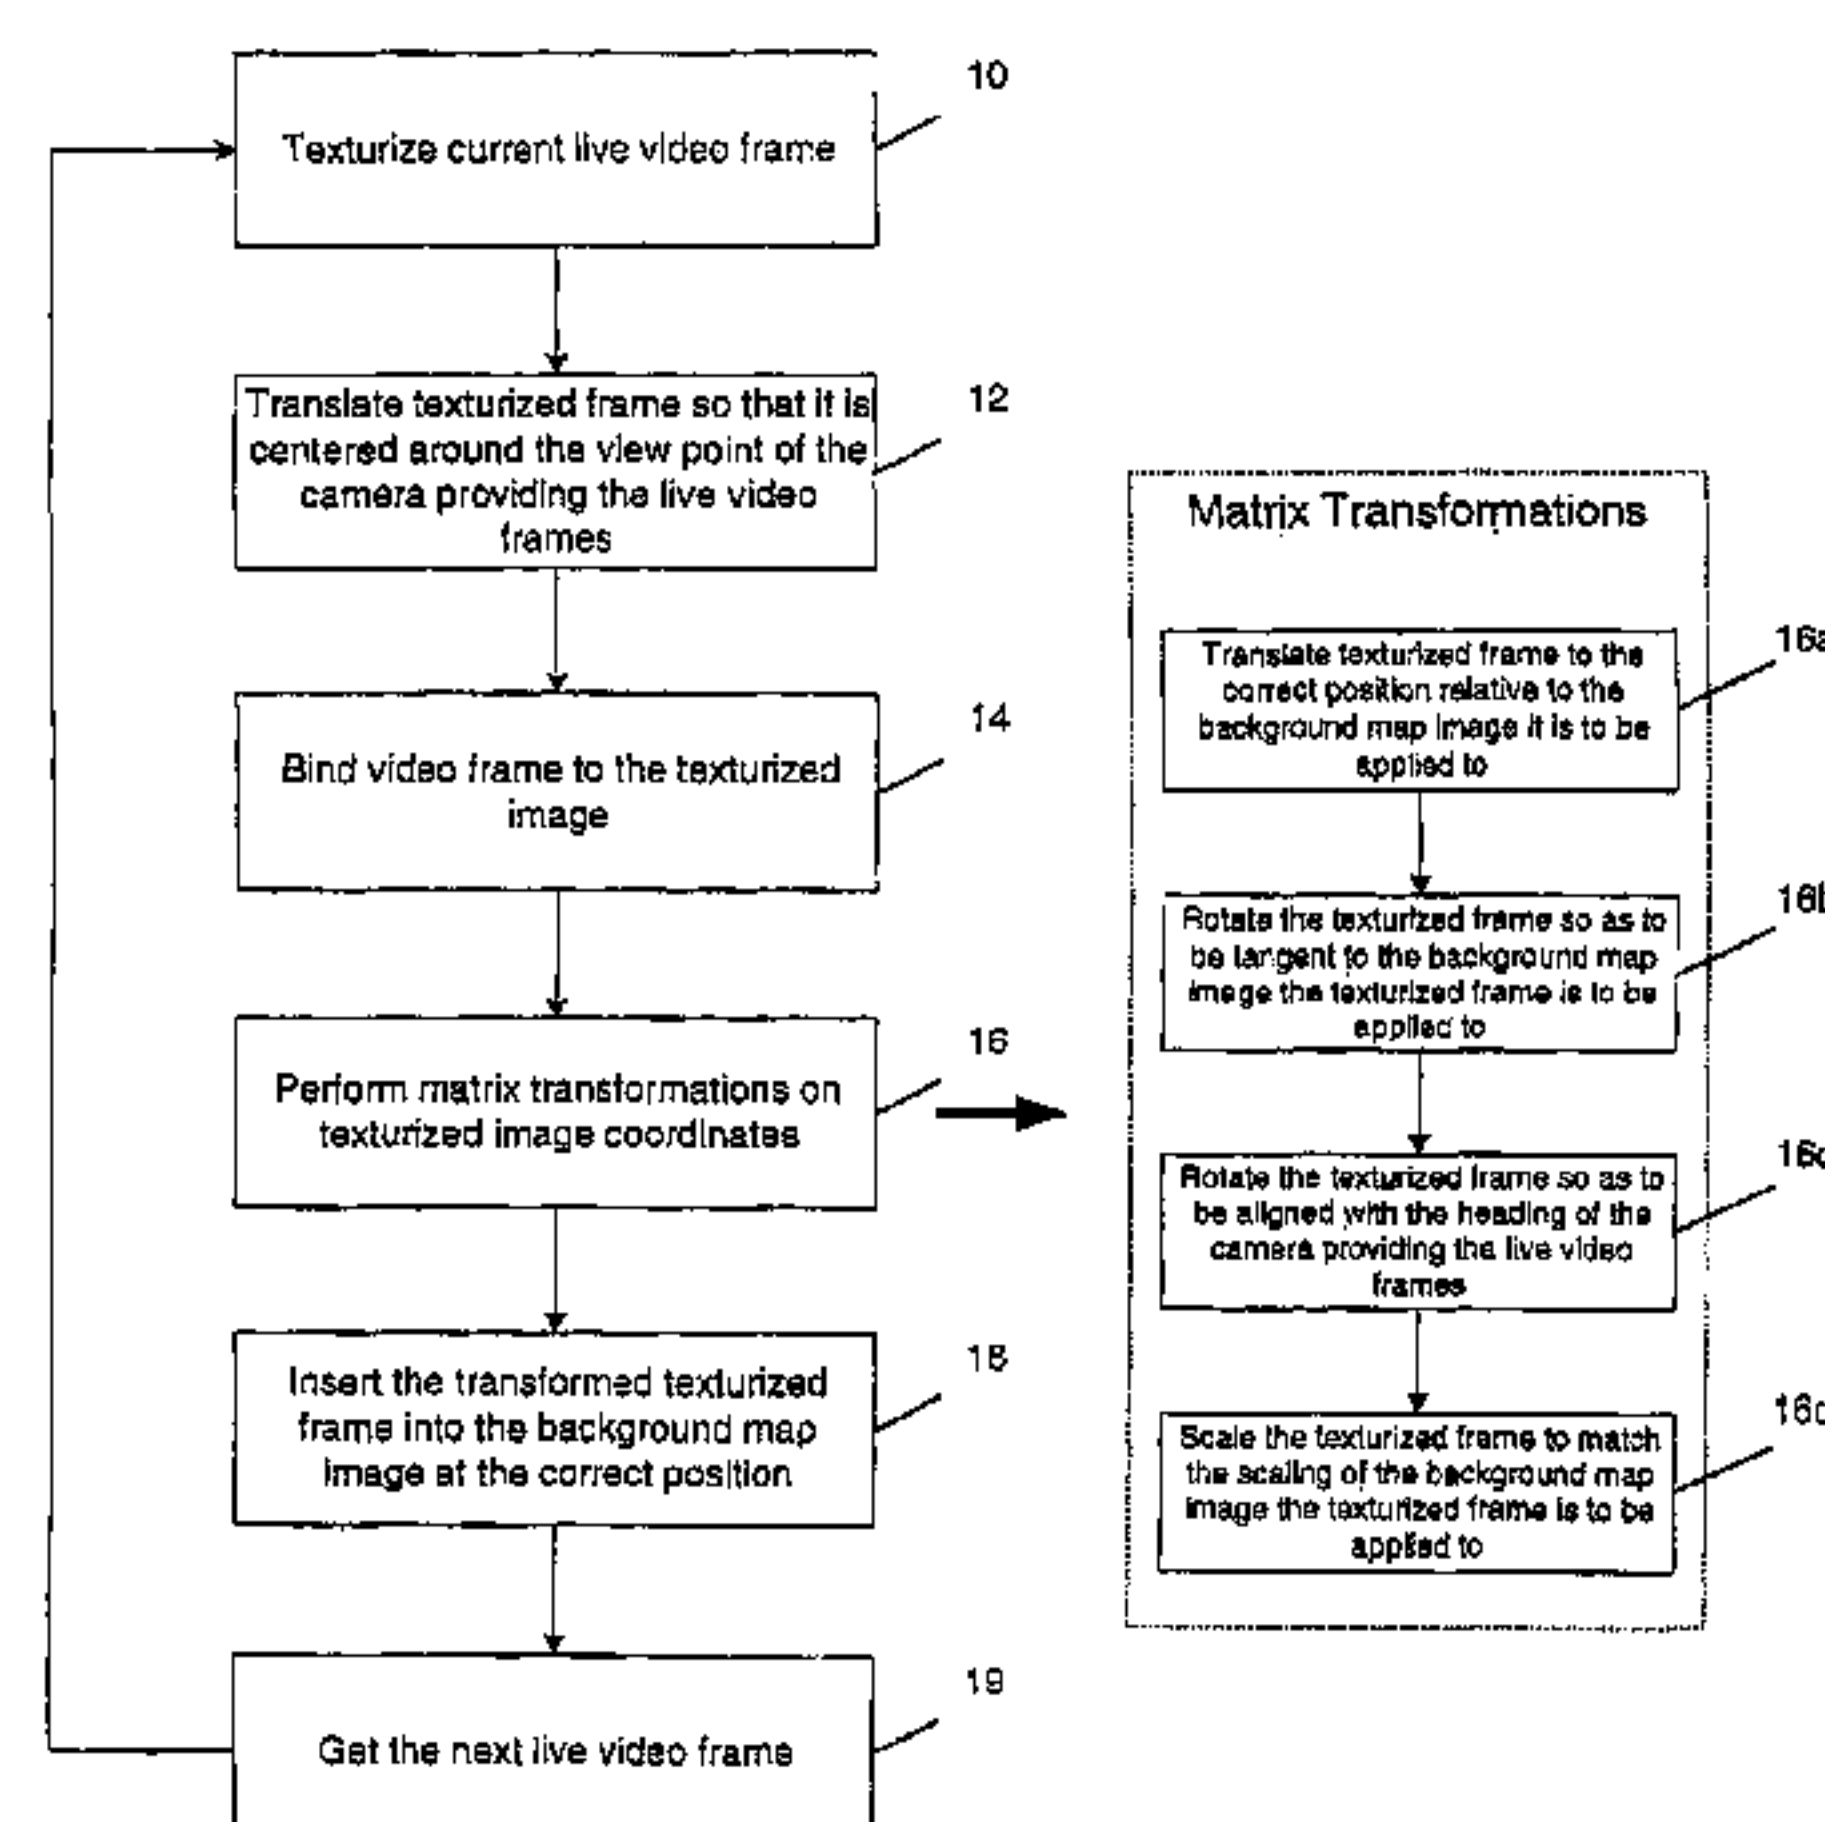 10
Texturize current live video frame
12
Translate texturized frame so that it is
centered around the view point of the
camera providing the live video
frames
14
Bind video frame to the texturized
image
16
Perform matrix transformations on
texturized image coordinates
18
Insert the transformed texturized
frame into the background map
image at the correct position
19
Get the next live video frame
Matrix Transformations
16a
Translate texturized frame to the
correct position relative to the
background map image it is to be
applied to
16b
Rotate the texturized frame so as to
be tangent to the background map
image the texturized frame is to be
applied to
16c
Rotate the texturized frame so as to
be aligned with the heading of the
camera providing the live video
frames
16d
Scale the texturized frame to match
the scaling of the background map
image the texturized frame is to be
applied to